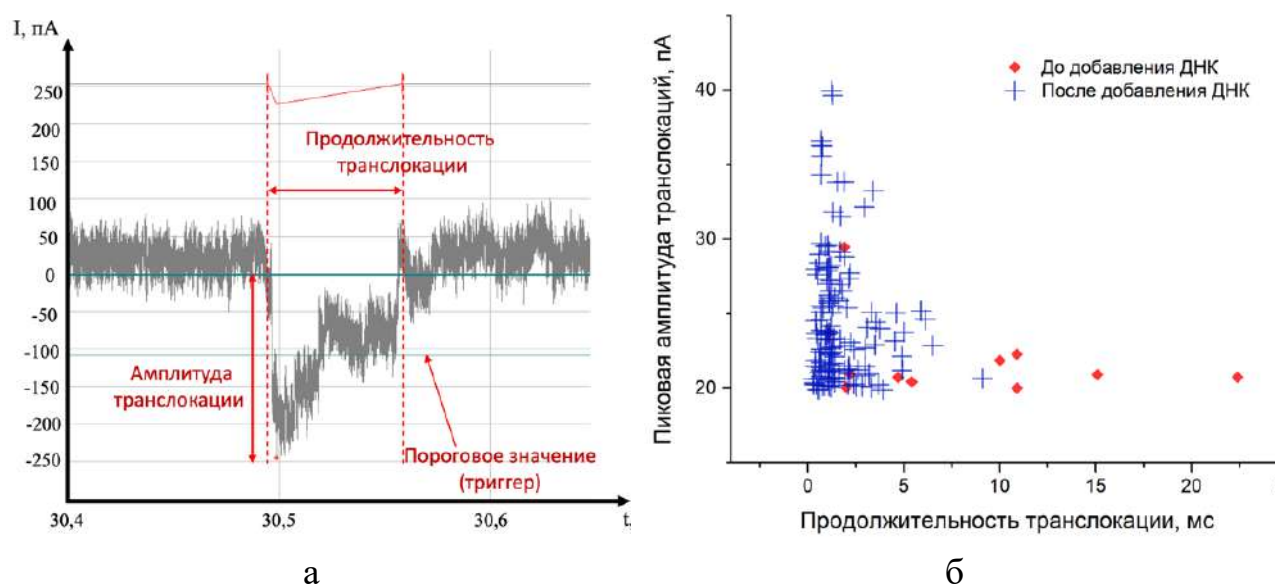 I, пА
250
200
150
100
50
0
-50
-100
-150
-200
-250
30,4
30,5
30,6
t,
Продолжительность
транслокации
Амплитуда
транслокации
Пороговое значение
(триггер)
а
Пиковая амплитуда транслокаций, пА
40
30
20
До добавления ДНК
После добавления ДНК
0
5
10
15
20
Продолжительность транслокации, мс
б